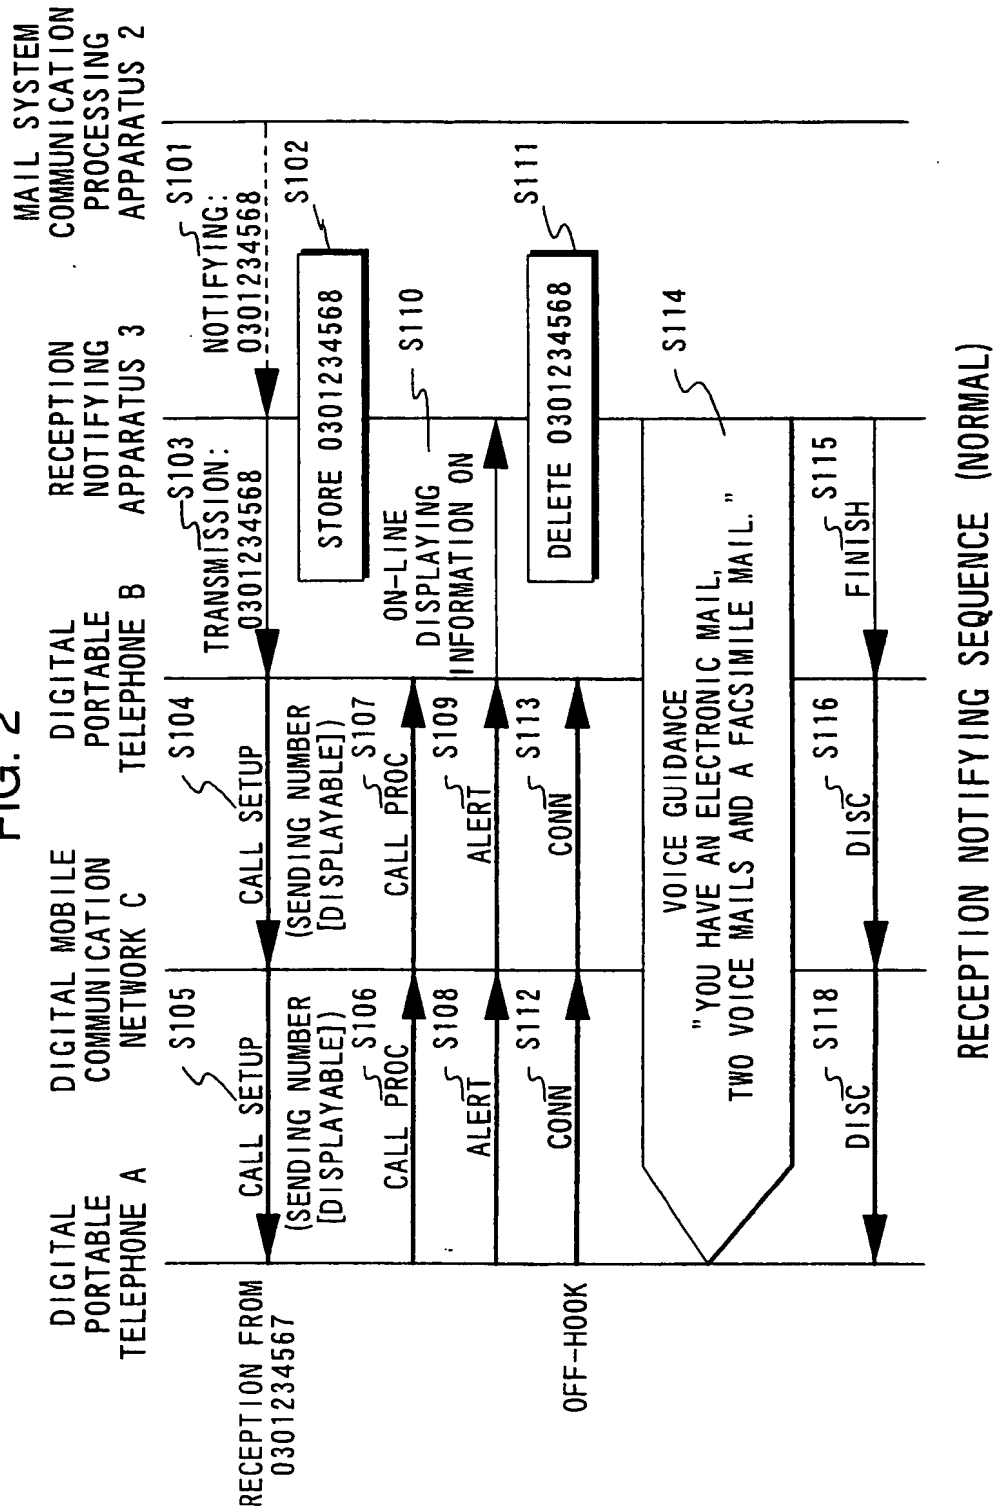 FIG. 2
DIGITAL
PORTABLE
TELEPHONE A
DIGITAL MOBILE
COMMUNICATION
NETWORK C
DIGITAL
PORTABLE
TELEPHONE B
RECEPTION
NOTIFYING
APPARATUS 3
MAIL SYSTEM
COMMUNICATION
PROCESSING
APPARATUS 2
S101
NOTIFYING:
0301234568
S102
STORE 0301234568
S103
TRANSMISSION:
0301234568
S104
CALL SETUP
(SENDING NUMBER
[DISPLAYABLE])
S105
CALL SETUP
(SENDING NUMBER
[DISPLAYABLE])
RECEPTION FROM
0301234567
S106
CALL PROC
S107
CALL PROC
S108
ALERT
S109
ALERT
S110
ON-LINE
DISPLAYING
INFORMATION ON
S111
DELETE 0301234568
OFF-HOOK
S112
CONN
S113
CONN
S114
VOICE GUIDANCE
"YOU HAVE AN ELECTRONIC MAIL,
TWO VOICE MAILS AND A FACSIMILE MAIL."
S115
FINISH
S116
DISC
S118
DISC
RECEPTION NOTIFYING SEQUENCE (NORMAL)